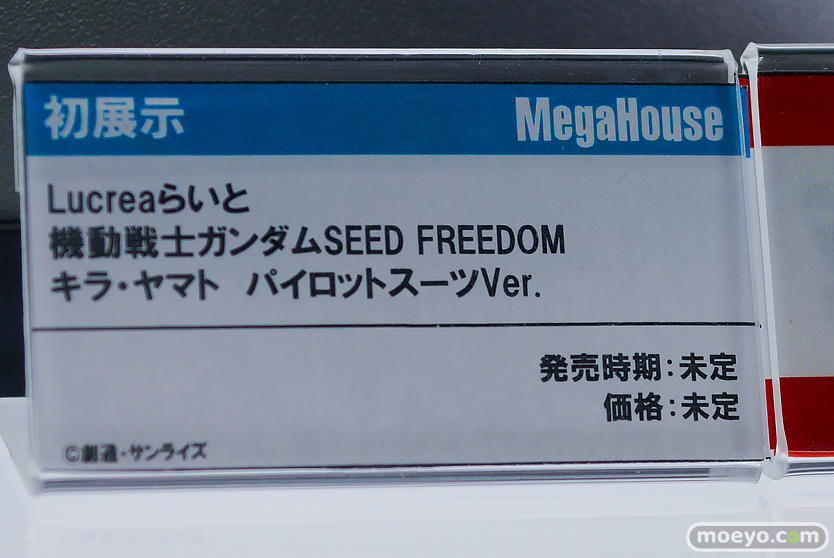 初展示 MegaHouse
Lucreaらいと
機動戦士ガンダムSEED FREEDOM
キラ・ヤマト パイロットスーツVer.
発売時期：未定
価格：未定
©創通・サンライズ
moeyo.com